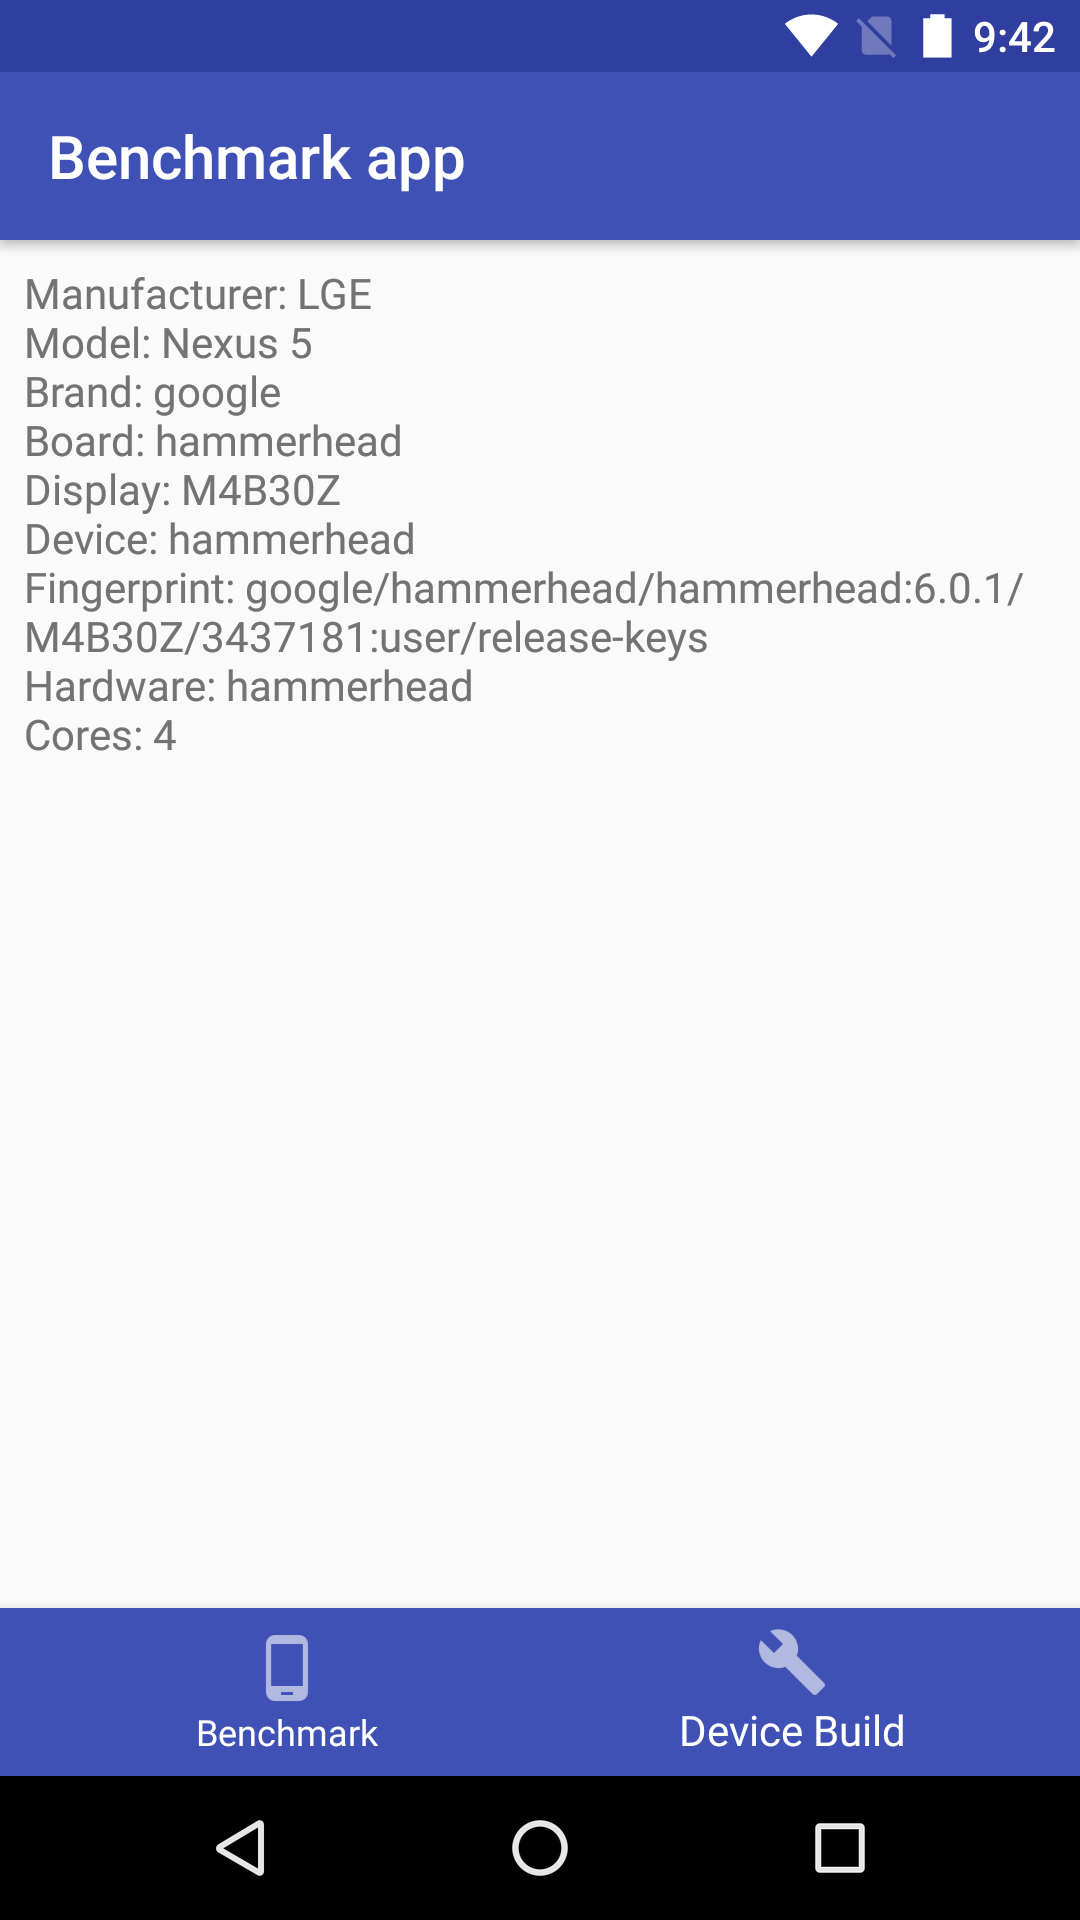 9:42
Benchmark app
Manufacturer: LGE
Model: Nexus 5
Brand: google
Board: hammerhead
Display: M4B30Z
Device: hammerhead
Fingerprint: google/hammerhead/hammerhead:6.0.1/
M4B30Z/3437181:user/release-keys
Hardware: hammerhead
Cores: 4
Benchmark
Device Build